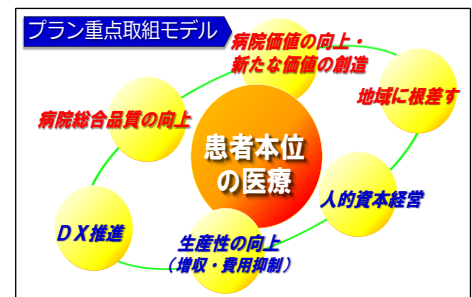 プラン重点取組モデル
病院価値の向上・
新たな価値の創造
地域に根差す
病院総合品質の向上
患者本位
の医療
人的資本経営
ＤＸ推進
生産性の向上
（増収・費用抑制）